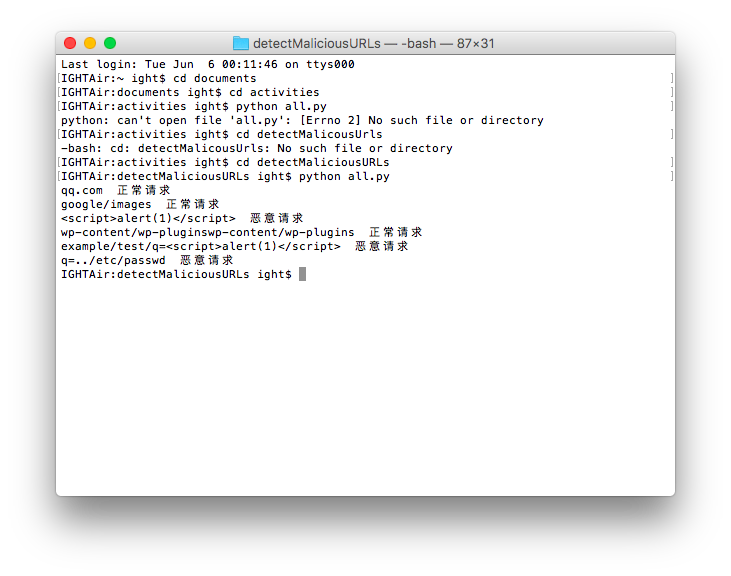 detectMaliciousURLs — -bash — 87×31
Last login: Tue Jun  6 00:11:46 on ttys000
[IGHTAir:~ ight$ cd documents ]
[IGHTAir:documents ight$ cd activities ]
[IGHTAir:activities ight$ python all.py ]
python: can't open file 'all.py': [Errno 2] No such file or directory
[IGHTAir:activities ight$ cd detectMalicousUrls ]
-bash: cd: detectMalicousUrls: No such file or directory
[IGHTAir:activities ight$ cd detectMaliciousURLs ]
[IGHTAir:detectMaliciousURLs ight$ python all.py ]
qq.com  正常请求
google/images  正常请求
<script>alert(1)</script>  恶意请求
wp-content/wp-pluginswp-content/wp-plugins  正常请求
example/test/q=<script>alert(1)</script>  恶意请求
q=../etc/passwd  恶意请求
IGHTAir:detectMaliciousURLs ight$